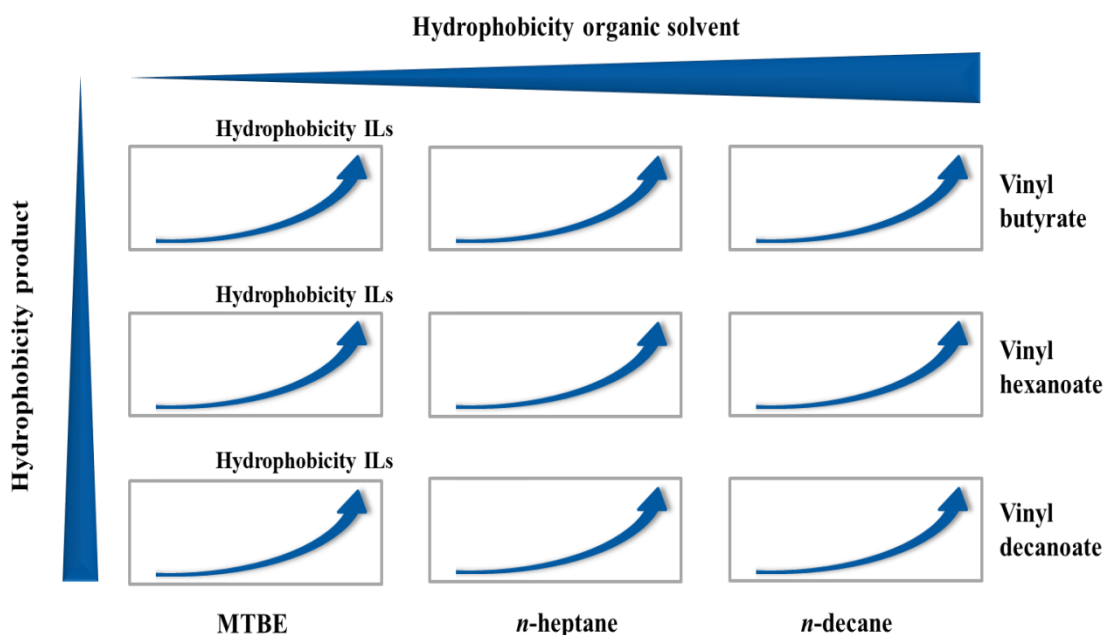 Hydrophobicity organic solvent
Hydrophobicity product
Hydrophobicity ILs
Vinyl
butyrate
Hydrophobicity ILs
Vinyl
hexanoate
Hydrophobicity ILs
Vinyl
decanoate
MTBE
n-heptane
n-decane